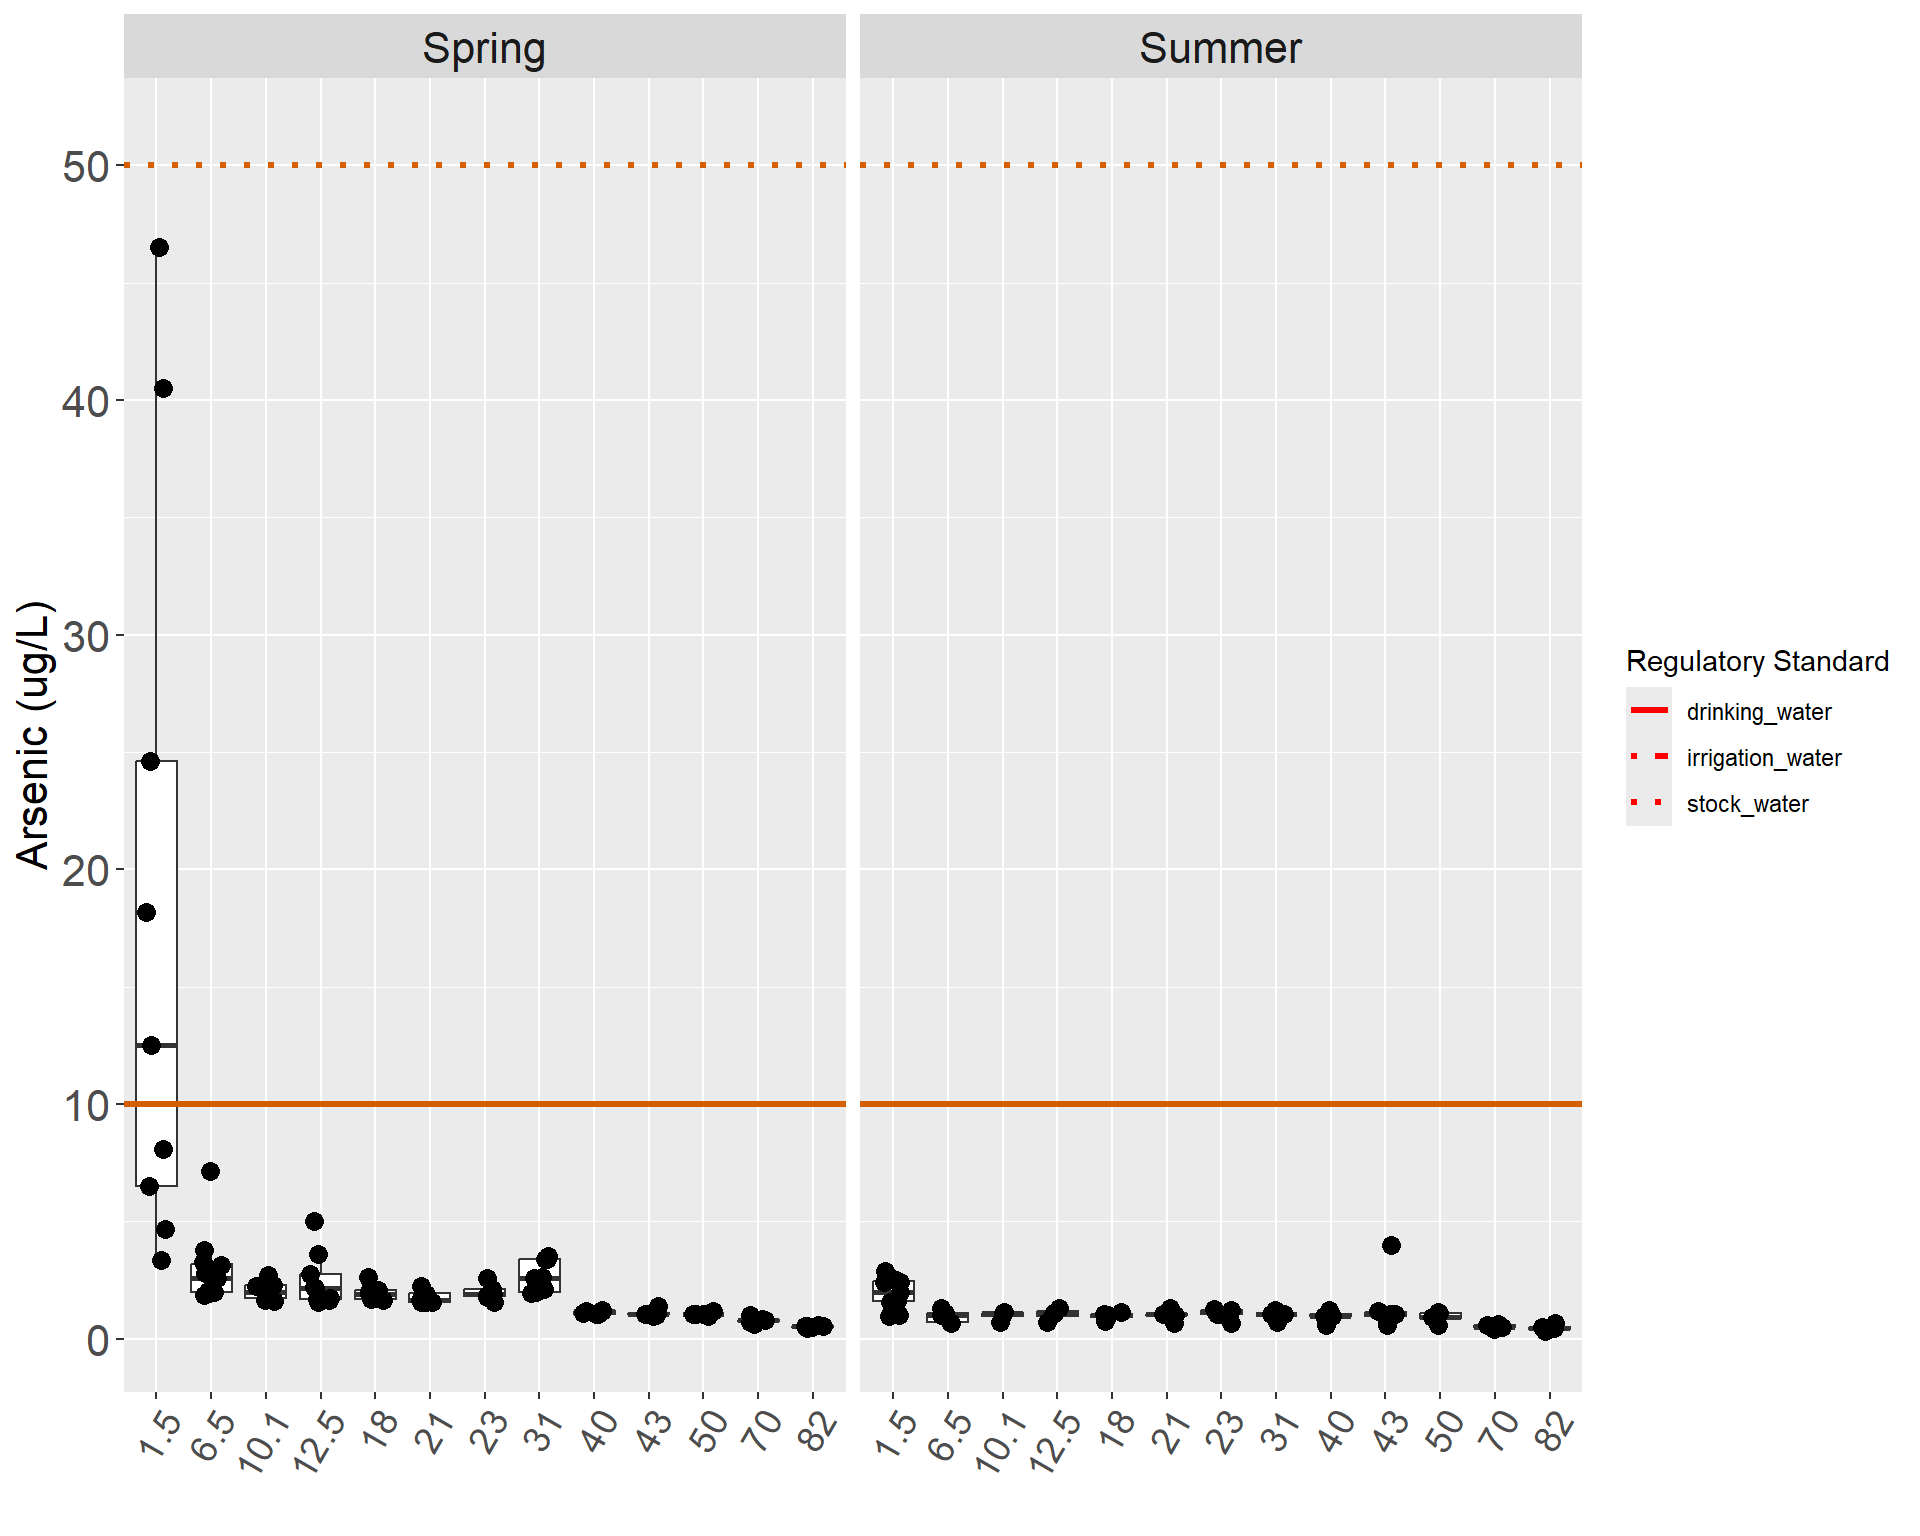 Spring
Summer
50
40
30
20
10
0
Arsenic (ug/L)
1.5 6.5 10.1 12.5 18 21 23 31 40 43 50 70 82
1.5 6.5 10.1 12.5 18 21 23 31 40 43 50 70 82
Regulatory Standard
drinking_water
irrigation_water
stock_water